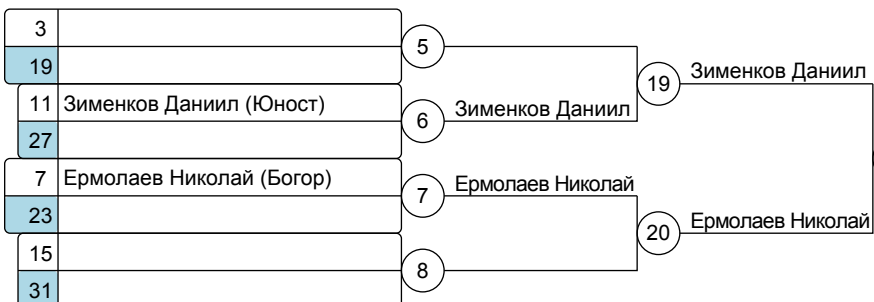 3
5
19
19
Зименков Даниил
11 Зименков Даниил (Юност)
6
Зименков Даниил
27
7 Ермолаев Николай (Богор)
7
Ермолаев Николай
23
20
Ермолаев Николай
15
8
31